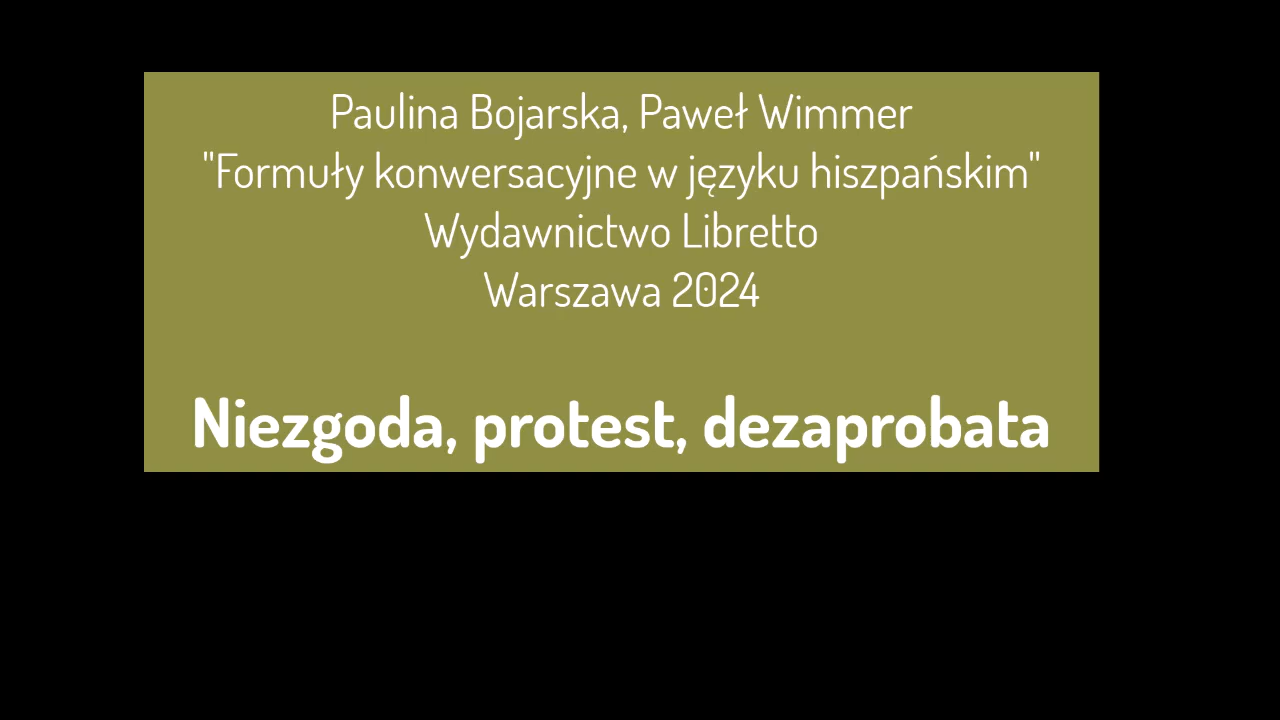 Paulina Bojarska, Paweł Wimmer
"Formuły konwersacyjne w języku hiszpańskim"
Wydawnictwo Libretto
Warszawa 2024
Niezgoda, protest, dezaprobata